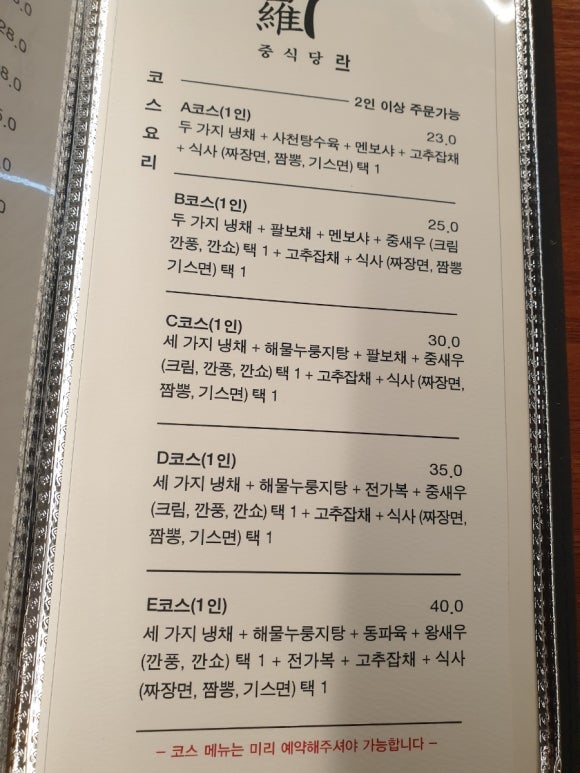 28.0
8.0
5.0
.0
0
羅
중식당 라
코스요리
2인 이상 주문가능
A코스(1인) 23.0
두 가지 냉채 + 사천탕수육 + 멘보샤 + 고추잡채
+ 식사 (짜장면, 짬뽕, 기스면) 택 1
B코스(1인) 25.0
두 가지 냉채 + 팔보채 + 멘보샤 + 중새우 (크림
깐풍, 깐쇼) 택 1 + 고추잡채 + 식사 (짜장면, 짬뽕
기스면) 택 1
C코스(1인) 30.0
세 가지 냉채 + 해물누룽지탕 + 팔보채 + 중새우
(크림, 깐풍, 깐쇼) 택 1 + 고추잡채 + 식사 (짜장면,
짬뽕, 기스면) 택 1
D코스(1인) 35.0
세 가지 냉채 + 해물누룽지탕 + 전가복 + 중새우
(크림, 깐풍, 깐쇼) 택 1 + 고추잡채 + 식사 (짜장면,
짬뽕, 기스면) 택 1
E코스(1인) 40.0
세 가지 냉채 + 해물누룽지탕 + 동파육 + 왕새우
(깐풍, 깐쇼) 택 1 + 전가복 + 고추잡채 + 식사
(짜장면, 짬뽕, 기스면) 택 1
- 코스 메뉴는 미리 예약해주셔야 가능합니다 -